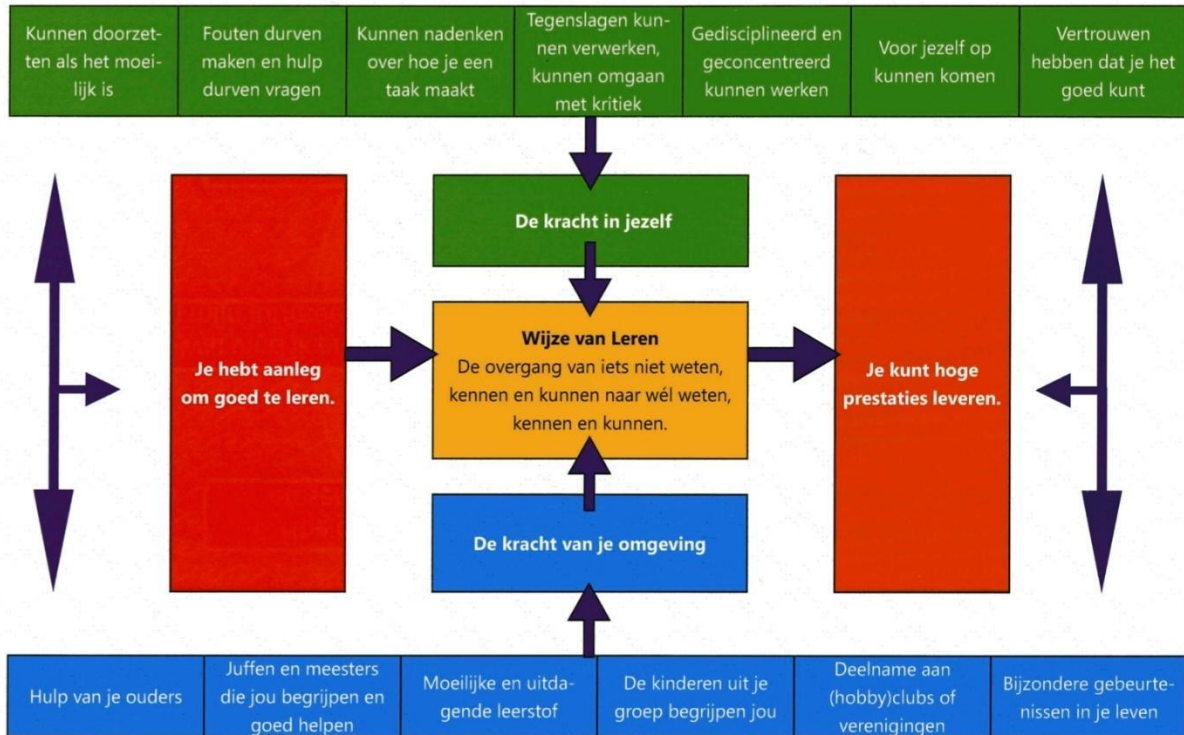 Kunnen doorzet-
ten als het moei-
lijk is
Fouten durven
maken en hulp
durven vragen
Kunnen nadenken
over hoe je een
taak maakt
Tegenslagen kun-
nen verwerken,
kunnen omgaan
met kritiek
Gedisciplineerd en
geconcentreerd
kunnen werken
Voor jezelf op
kunnen komen
Vertrouwen
hebben dat je het
goed kunt
De kracht in jezelf
Je hebt aanleg
om goed te leren.
Wijze van Leren
De overgang van iets niet weten,
kennen en kunnen naar wél weten,
kennen en kunnen.
Je kunt hoge
prestaties leveren.
De kracht van je omgeving
Hulp van je ouders
Juffen en meesters
die jou begrijpen en
goed helpen
Moeilijke en uitda-
gende leerstof
De kinderen uit je
groep begrijpen jou
Deelname aan
(hobby)clubs of
verenigingen
Bijzondere gebeurte-
nissen in je leven